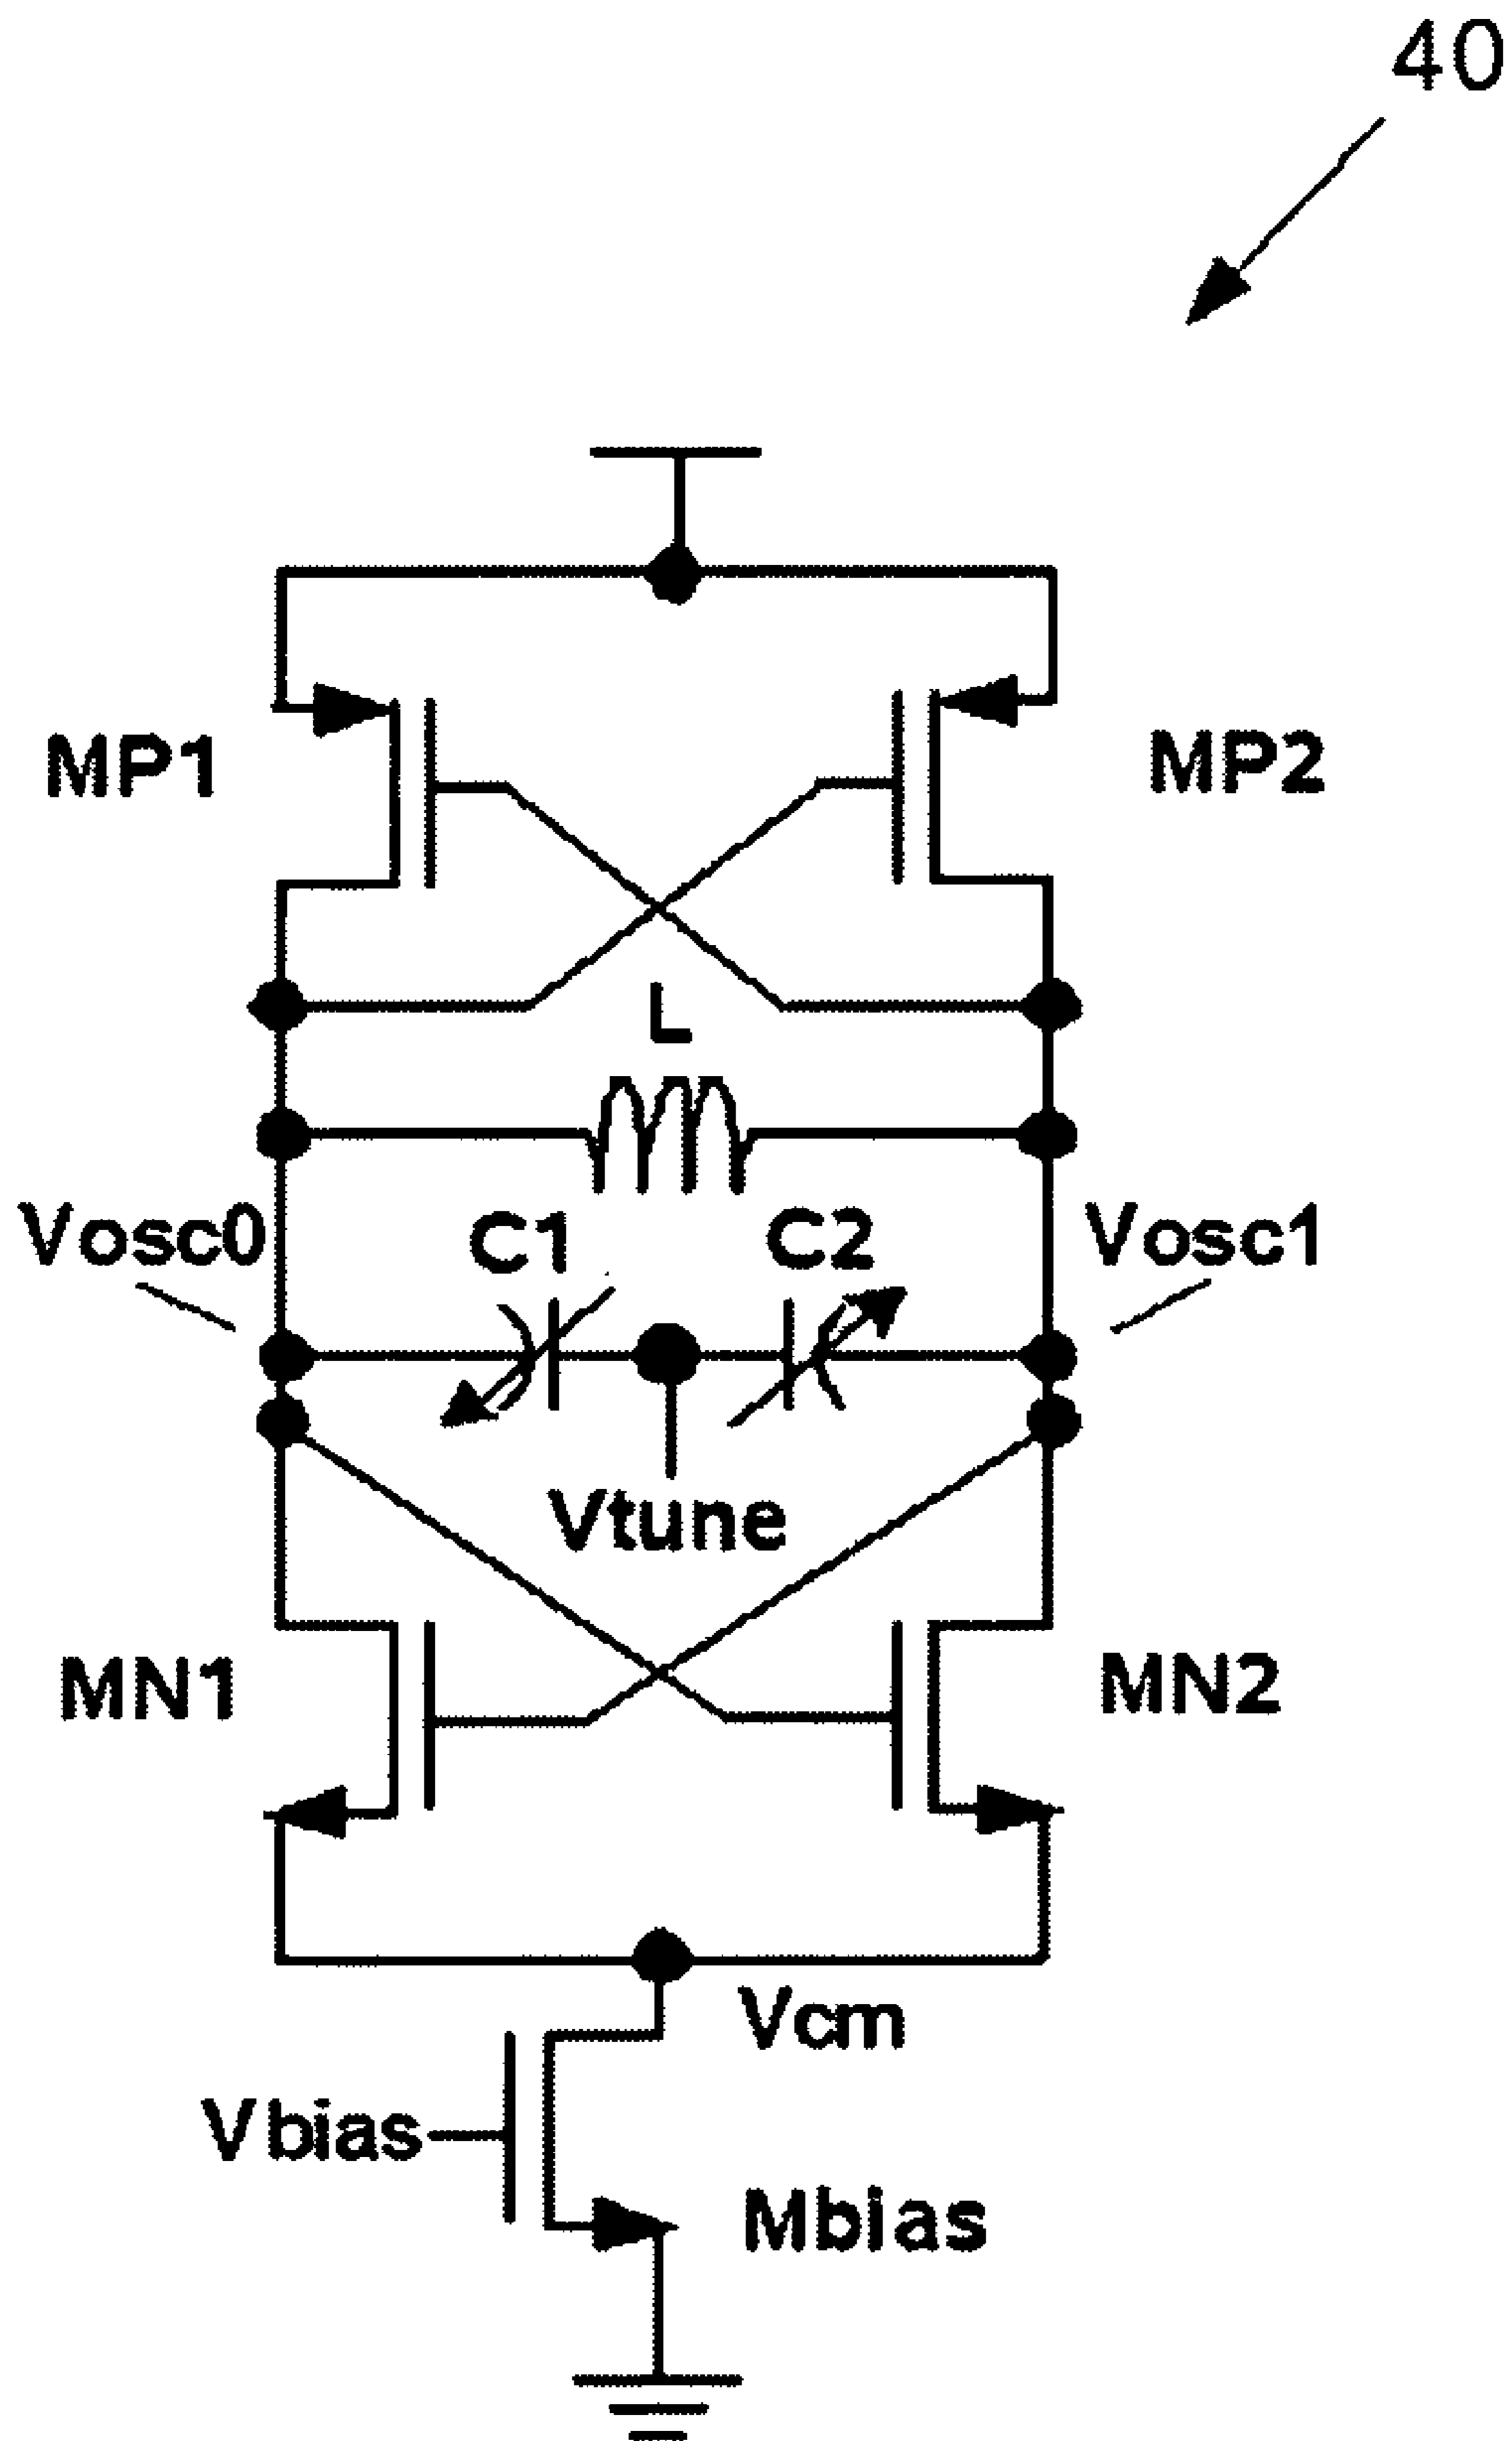 40
MP1
MP2
L
Vosc0
C1
C2
Vosc1
Vtune
MN1
MN2
Vcm
Vbias
Mbias